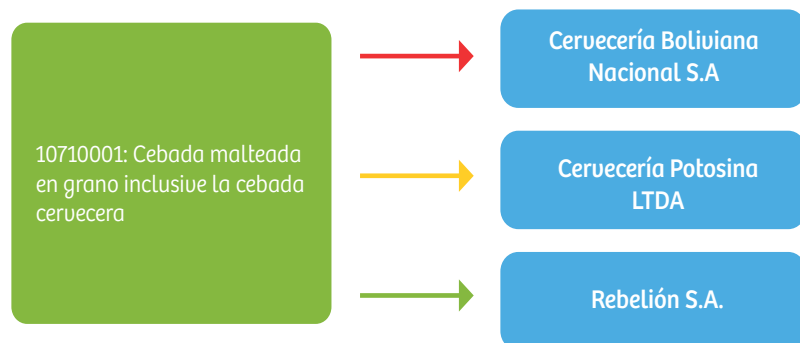 10710001: Cebada malteada
en grano inclusive la cebada
cervecera
Cervecería Boliviana
Nacional S.A
Cervecería Potosina
LTDA
Rebelión S.A.